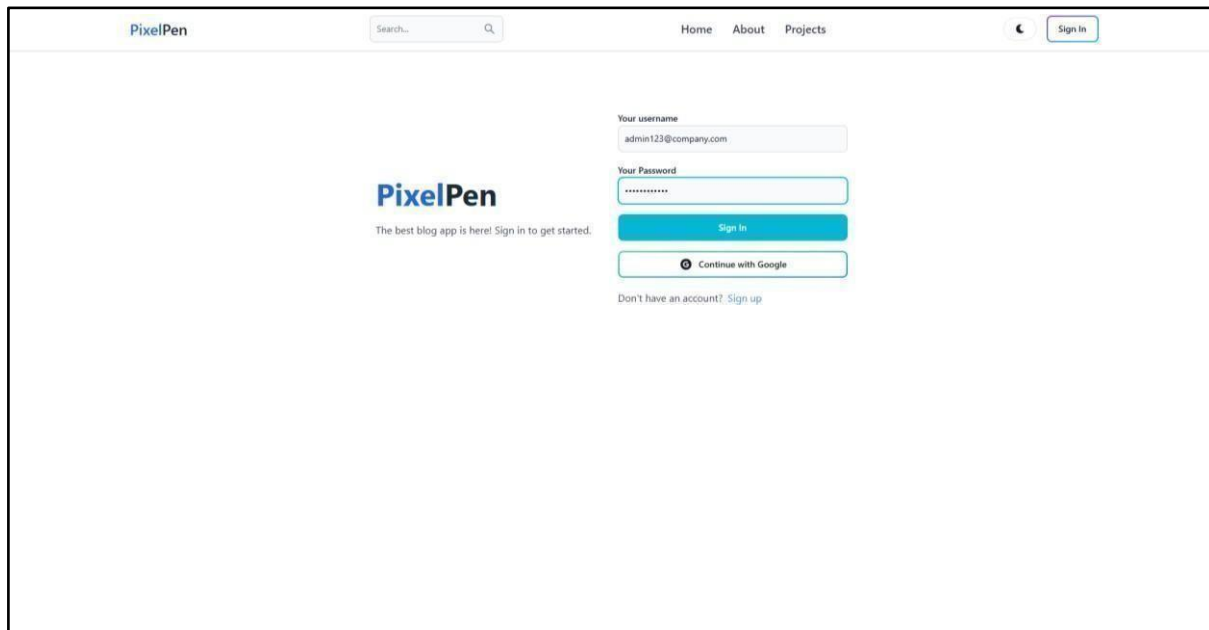 PixelPen
Search...
Home About Projects
Sign In
Your username
admin123@company.com
Your Password
••••••••••••
PixelPen
The best blog app is here! Sign in to get started.
Sign In
G Continue with Google
Don't have an account? Sign up